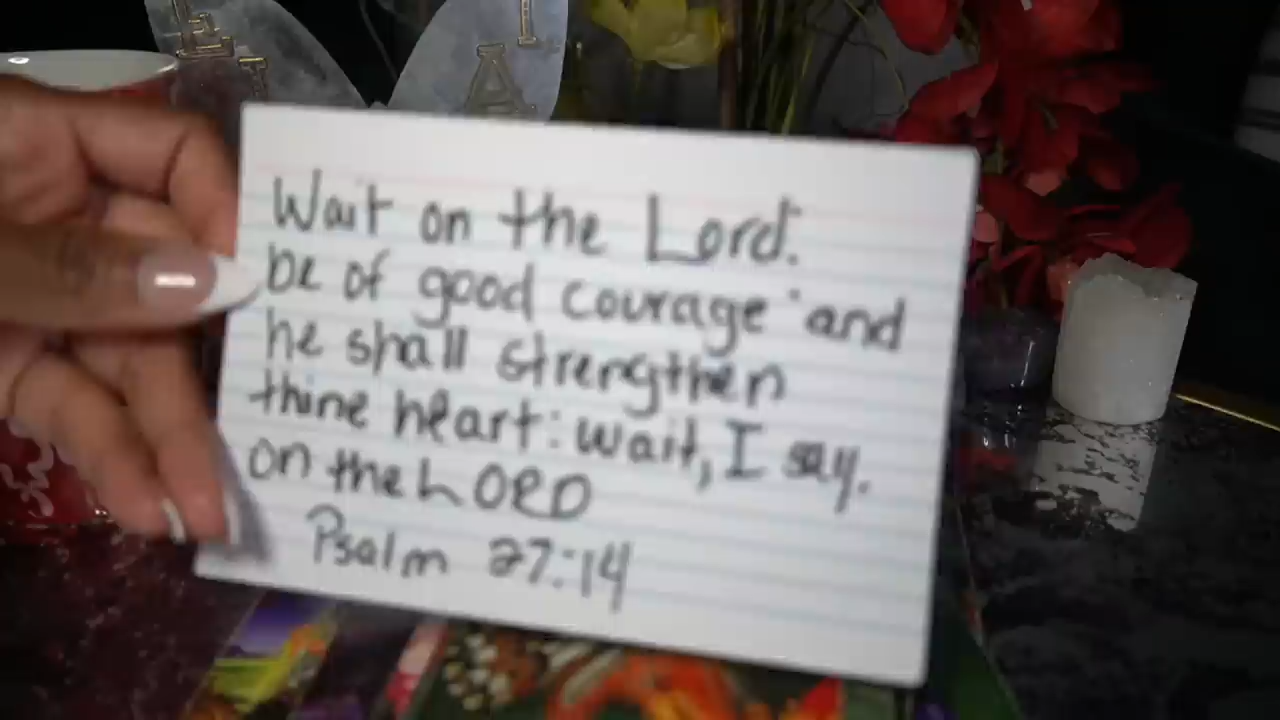 Wait on the Lord:
be of good courage and
he shall strengthen
thine heart: wait, I say.
on the LORD
Psalm 27:14